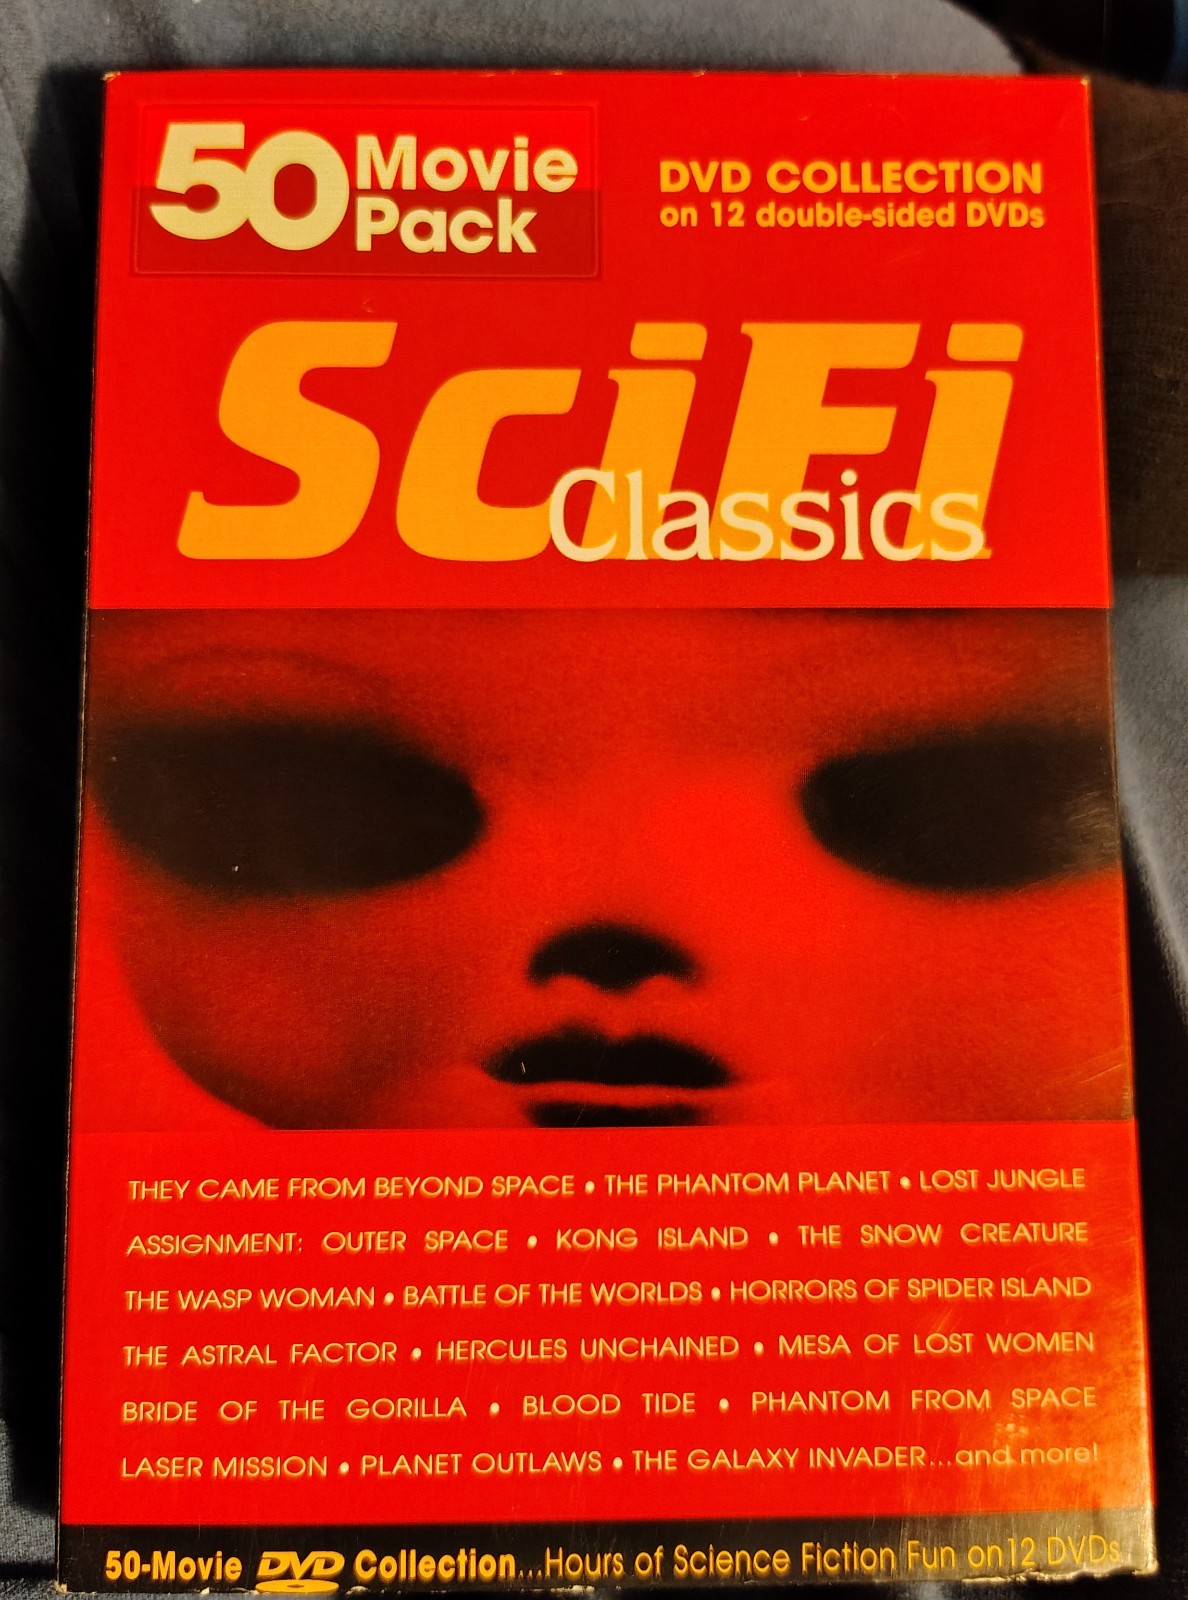 50 Movie
Pack
DVD COLLECTION
on 12 double-sided DVDs
SciFi
Classics
THEY CAME FROM BEYOND SPACE • THE PHANTOM PLANET • LOST JUNGLE
ASSIGNMENT: OUTER SPACE • KONG ISLAND • THE SNOW CREATURE
THE WASP WOMAN • BATTLE OF THE WORLDS • HORRORS OF SPIDER ISLAND
THE ASTRAL FACTOR • HERCULES UNCHAINED • MESA OF LOST WOMEN
BRIDE OF THE GORILLA • BLOOD TIDE • PHANTOM FROM SPACE
LASER MISSION • PLANET OUTLAWS • THE GALAXY INVADER...and more!
50-Movie DVD Collection...Hours of Science Fiction Fun on 12 DVDs